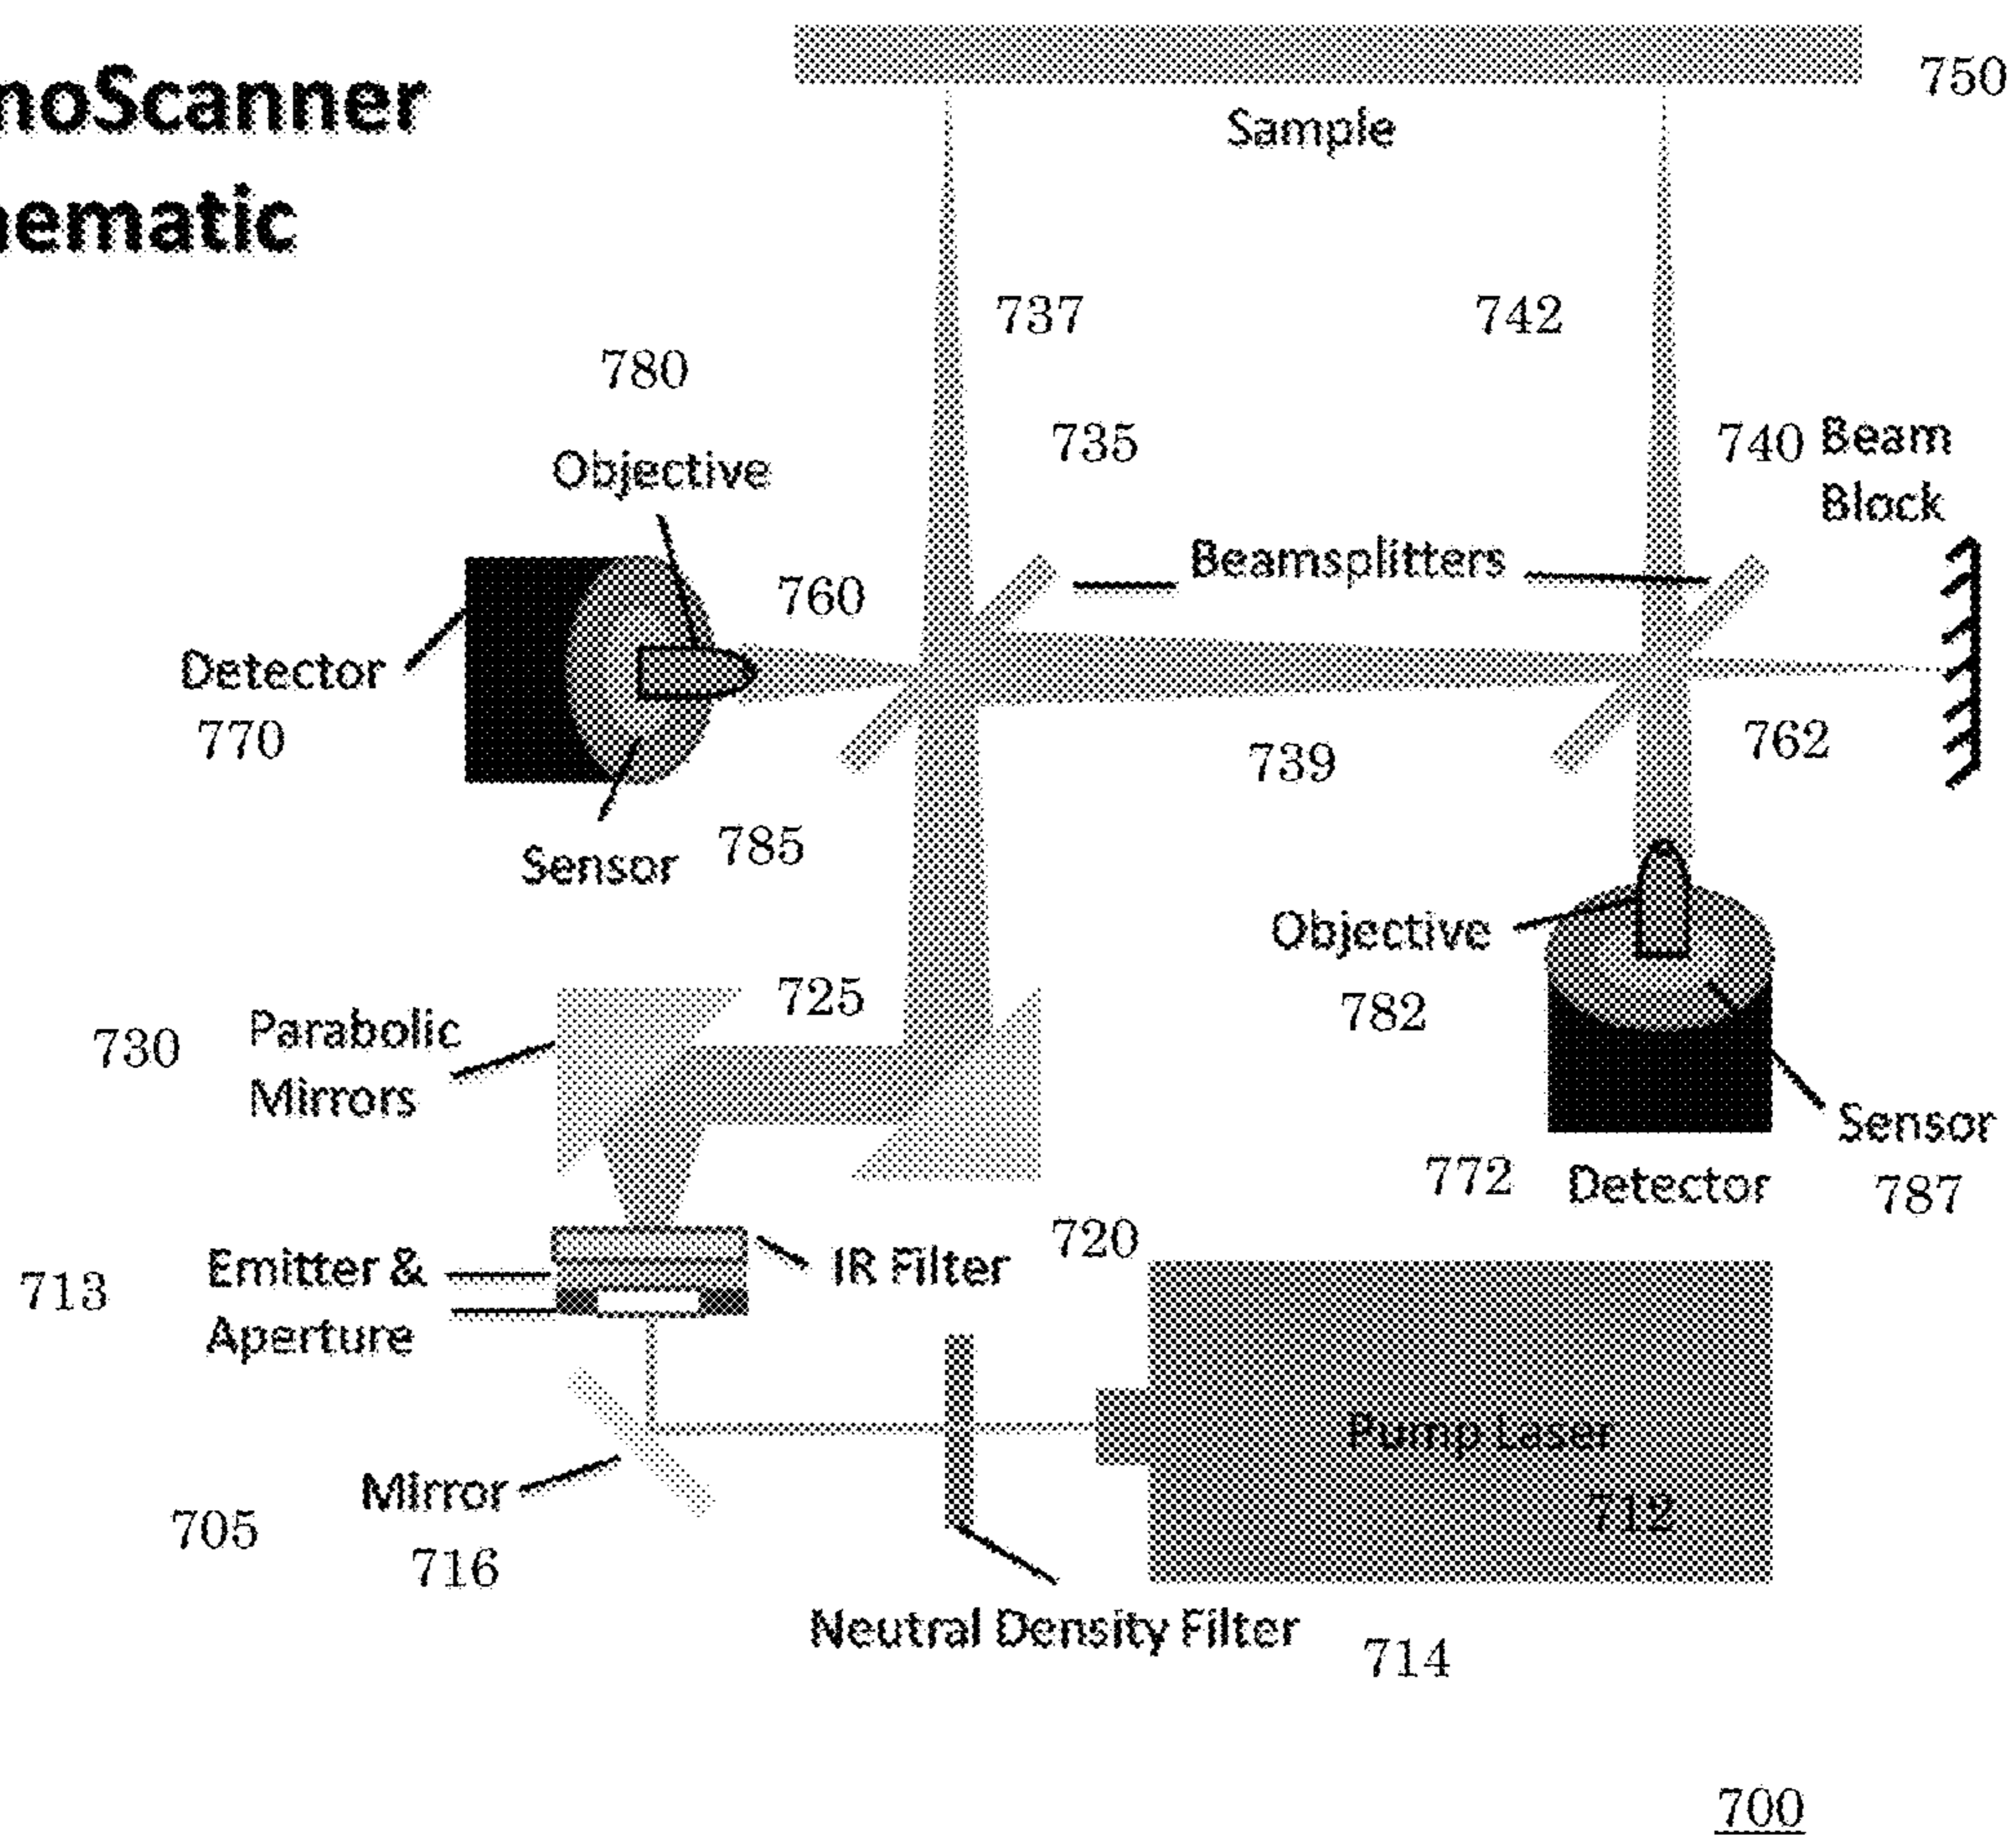 noScanner
750
Sample
hematic
737
742
780
735
740
Beam
Block
Objective
Beamsplitters
760
Detector
770
739
762
Sensor
785
Objective
782
725
730
Parabolic
Mirrors
Sensor
787
772
Detector
720
IR Filter
713
Emitter &
Aperture
Pump Laser
712
Mirror
705
716
Neutral Density Filter
714
700